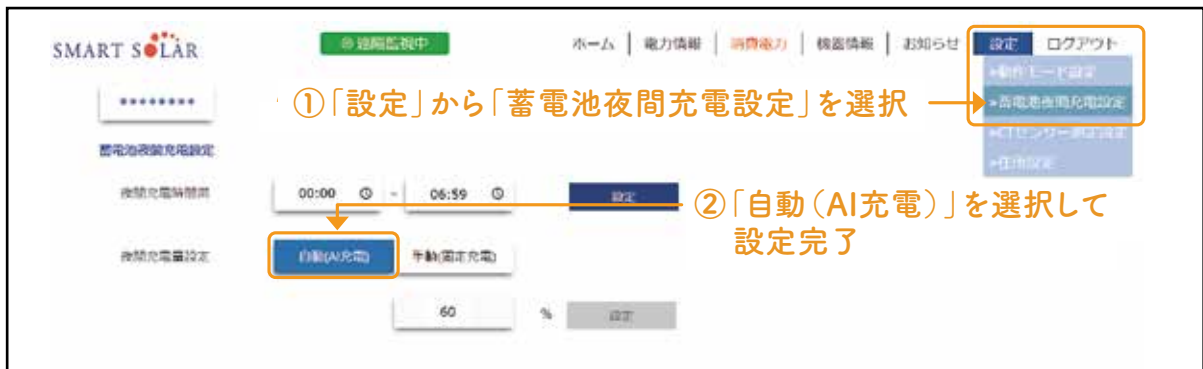 SMART SOLAR
遠隔監視中
ホーム | 電力情報 | 消費電力 | 機器情報 | お知らせ
設定
ログアウト
»動作モード設定
»蓄電池夜間充電設定
»CTセンサー測定設定
»住所設定
********
①「設定」から「蓄電池夜間充電設定」を選択
蓄電池夜間充電設定
夜間充電時間帯
00:00 - 06:59
設定
②「自動(AI充電)」を選択して
設定完了
夜間充電量設定
自動(AI充電)
手動(固定充電)
60 %
設定